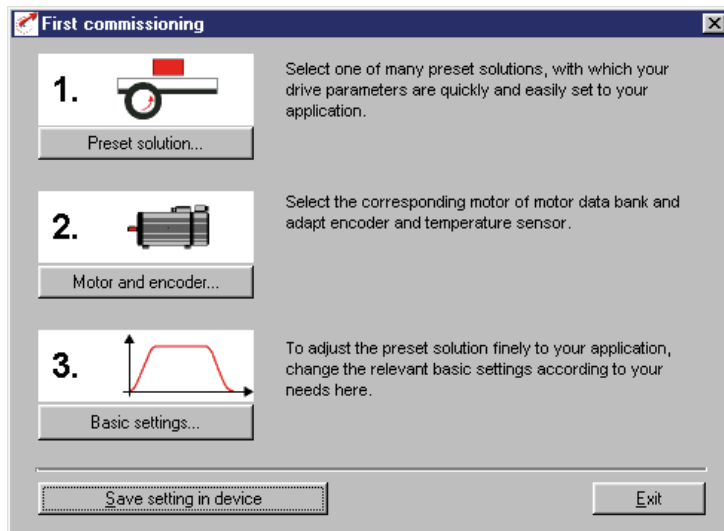 First commissioning
1.
Select one of many preset solutions, with which your
drive parameters are quickly and easily set to your
application.
Preset solution...
2.
Select the corresponding motor of motor data bank and
adapt encoder and temperature sensor.
Motor and encoder...
3.
To adjust the preset solution finely to your application,
change the relevant basic settings according to your
needs here.
Basic settings...
Save setting in device
Exit